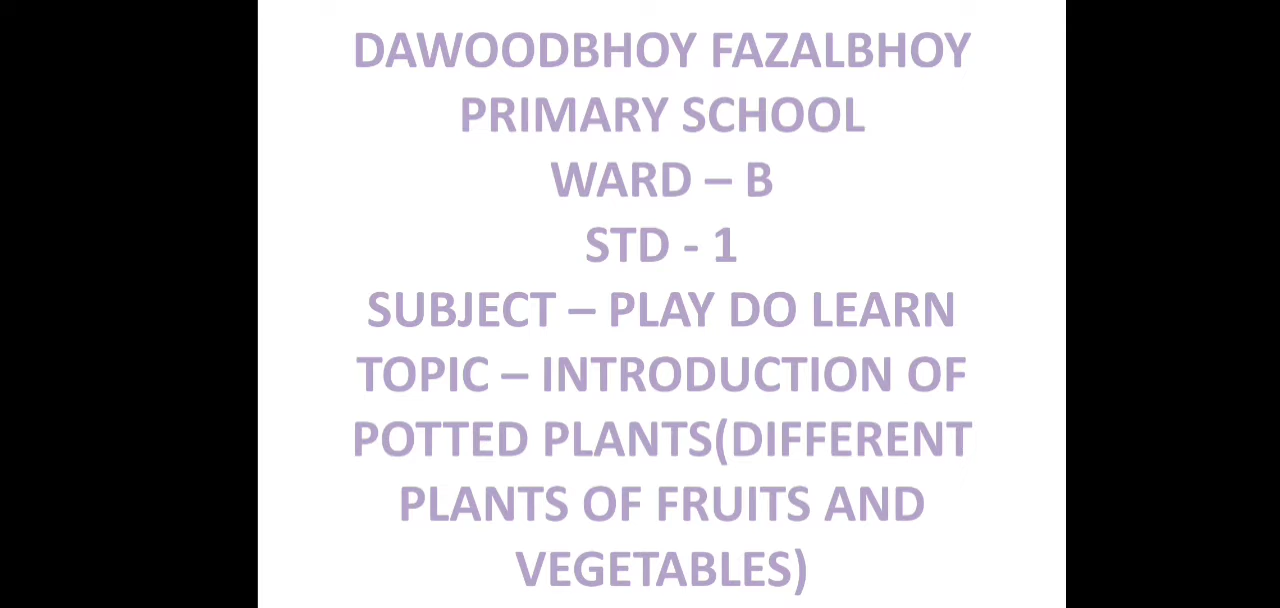 DAWOODBHOY FAZALBHOY
PRIMARY SCHOOL
WARD – B
STD - 1
SUBJECT – PLAY DO LEARN
TOPIC – INTRODUCTION OF
POTTED PLANTS(DIFFERENT
PLANTS OF FRUITS AND
VEGETABLES)